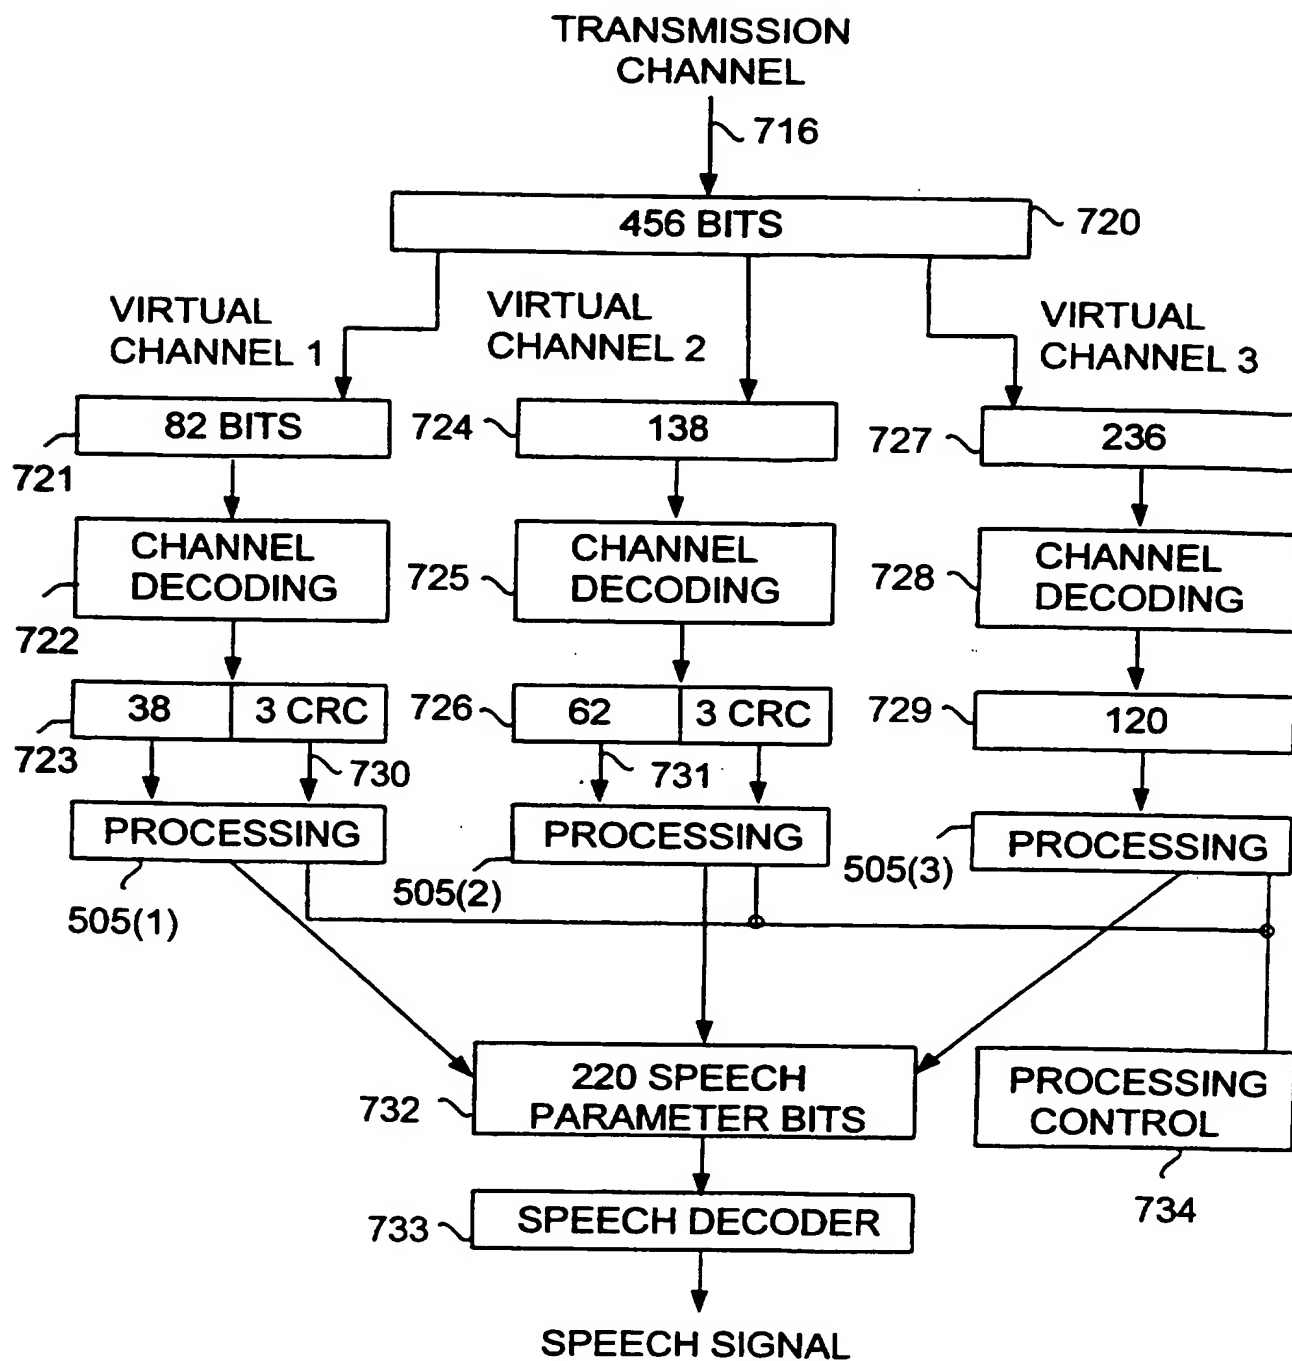 TRANSMISSION
CHANNEL
716
456 BITS
720
VIRTUAL
CHANNEL 1
VIRTUAL
CHANNEL 2
VIRTUAL
CHANNEL 3
82 BITS
721
724
138
727
236
CHANNEL
DECODING
722
725
CHANNEL
DECODING
728
CHANNEL
DECODING
38
3 CRC
723
730
726
62
3 CRC
731
729
120
PROCESSING
505(1)
PROCESSING
505(2)
PROCESSING
505(3)
732
220 SPEECH
PARAMETER BITS
PROCESSING
CONTROL
734
733
SPEECH DECODER
SPEECH SIGNAL